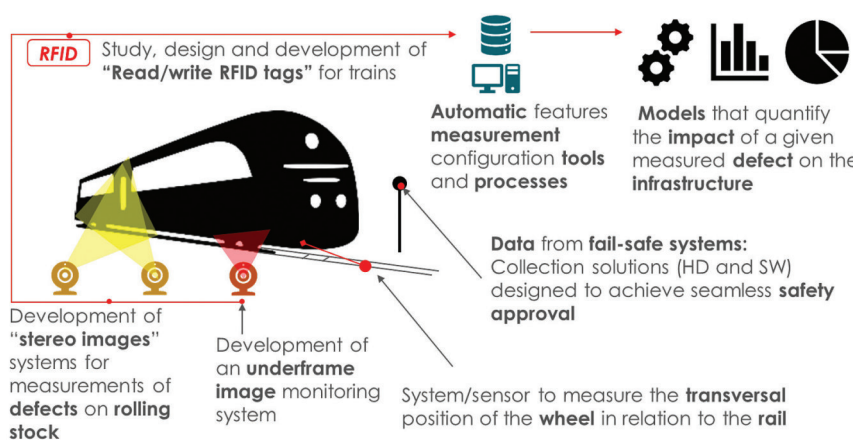 RFID
Study, design and development of
“Read/write RFID tags” for trains
Automatic features
measurement
configuration tools
and processes
Models that quantify
the impact of a given
measured defect on the
infrastructure
Data from fail-safe systems:
Collection solutions (HD and SW)
designed to achieve seamless safety
approval
Development of
“stereo images”
systems for
measurements of
defects on rolling
stock
Development of
an underframe
image monitoring
system
System/sensor to measure the transversal
position of the wheel in relation to the rail